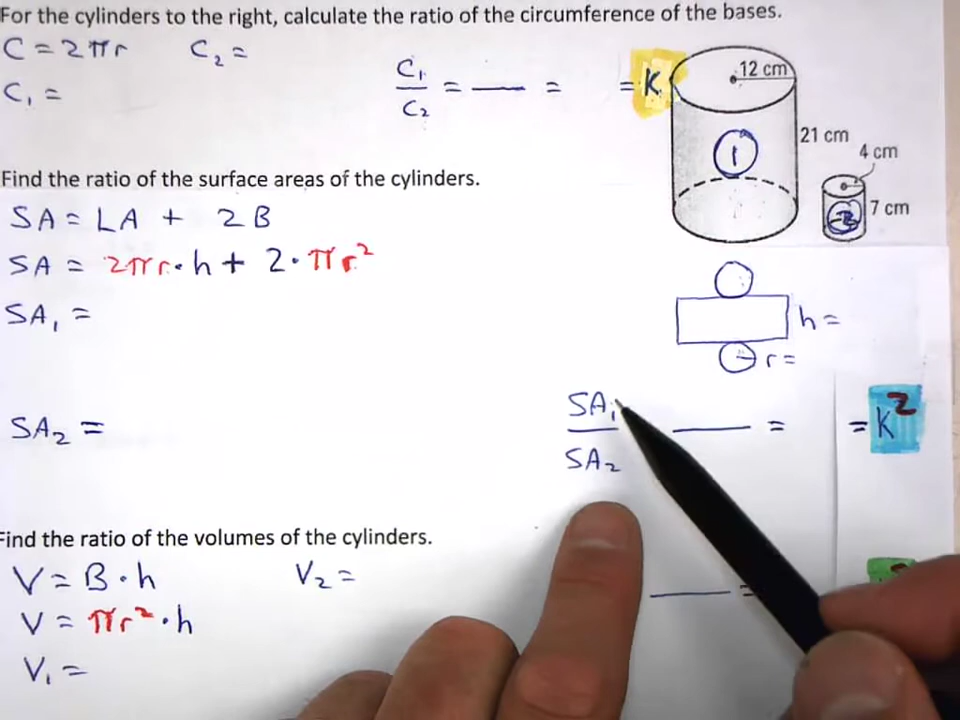 For the cylinders to the right, calculate the ratio of the circumference of the bases.
C = 2πr C₂ =
C₁ =
C₁/C₂ = ___ = = K
12 cm
21 cm
4 cm
7 cm
1
2
Find the ratio of the surface areas of the cylinders.
SA = LA + 2B
SA = 2πr·h + 2·πr²
SA₁ =
h =
r =
SA₂ =
SA₁/SA₂ ___ = = K²
Find the ratio of the volumes of the cylinders.
V = B·h V₂ =
V = πr²·h
___ =
V₁ =